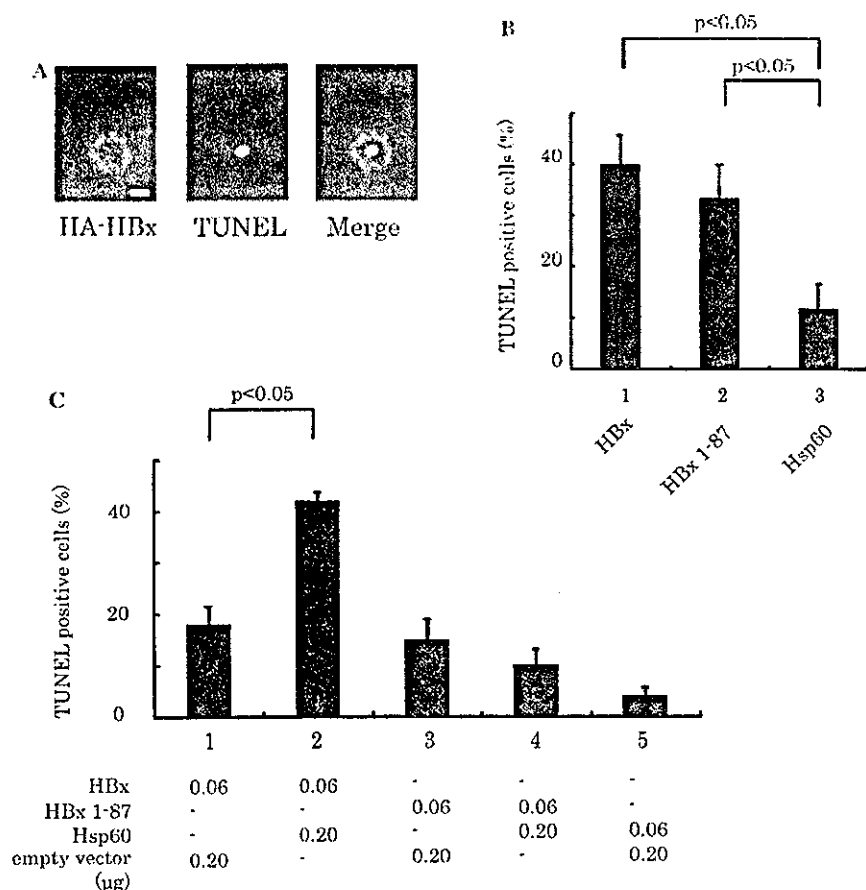 A
HA-HBx TUNEL Merge
B
p<0.05
p<0.05
TUNEL positive cells (%)
40
20
0
1 2 3
HBx HBx 1-87 Hsp60
C
p<0.05
TUNEL positive cells (%)
40
20
0
1 2 3 4 5
HBx 0.06 0.06 - - -
HBx 1-87 - - 0.06 0.06 -
Hsp60 - 0.20 - 0.20 0.06
empty vector 0.20 - 0.20 - 0.20
(μg)